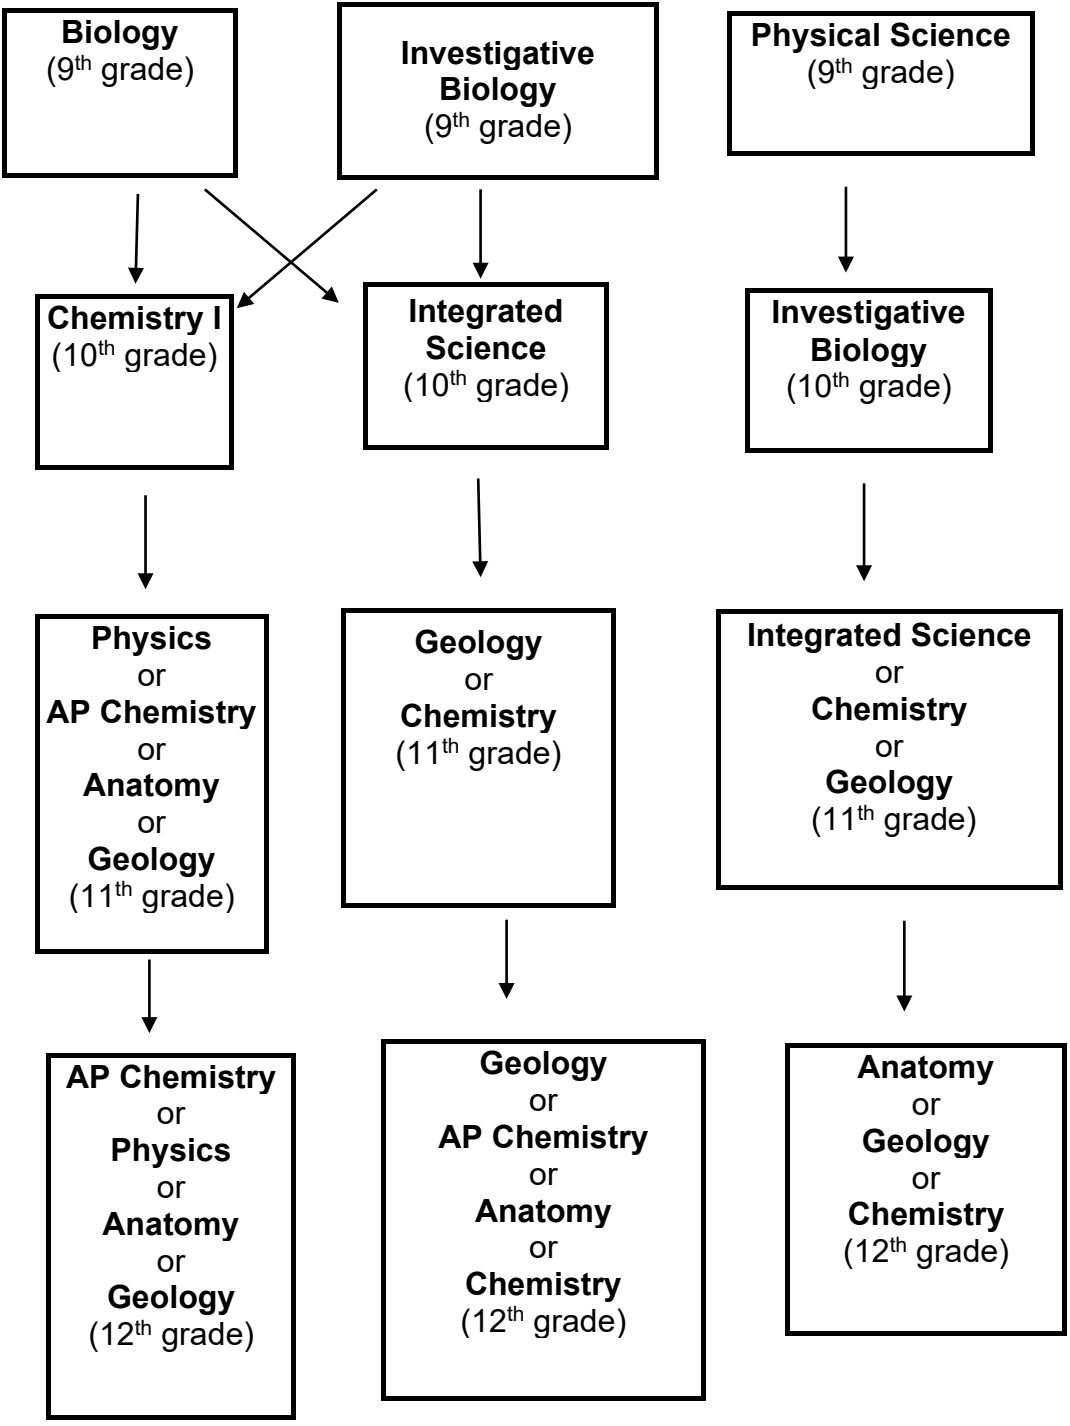 Biology
(9th grade)
Investigative
Biology
(9th grade)
Physical Science
(9th grade)
Chemistry I
(10th grade)
Integrated
Science
(10th grade)
Investigative
Biology
(10th grade)
Physics
or
AP Chemistry
or
Anatomy
or
Geology
(11th grade)
Geology
or
Chemistry
(11th grade)
Integrated Science
or
Chemistry
or
Geology
(11th grade)
AP Chemistry
or
Physics
or
Anatomy
or
Geology
(12th grade)
Geology
or
AP Chemistry
or
Anatomy
or
Chemistry
(12th grade)
Anatomy
or
Geology
or
Chemistry
(12th grade)